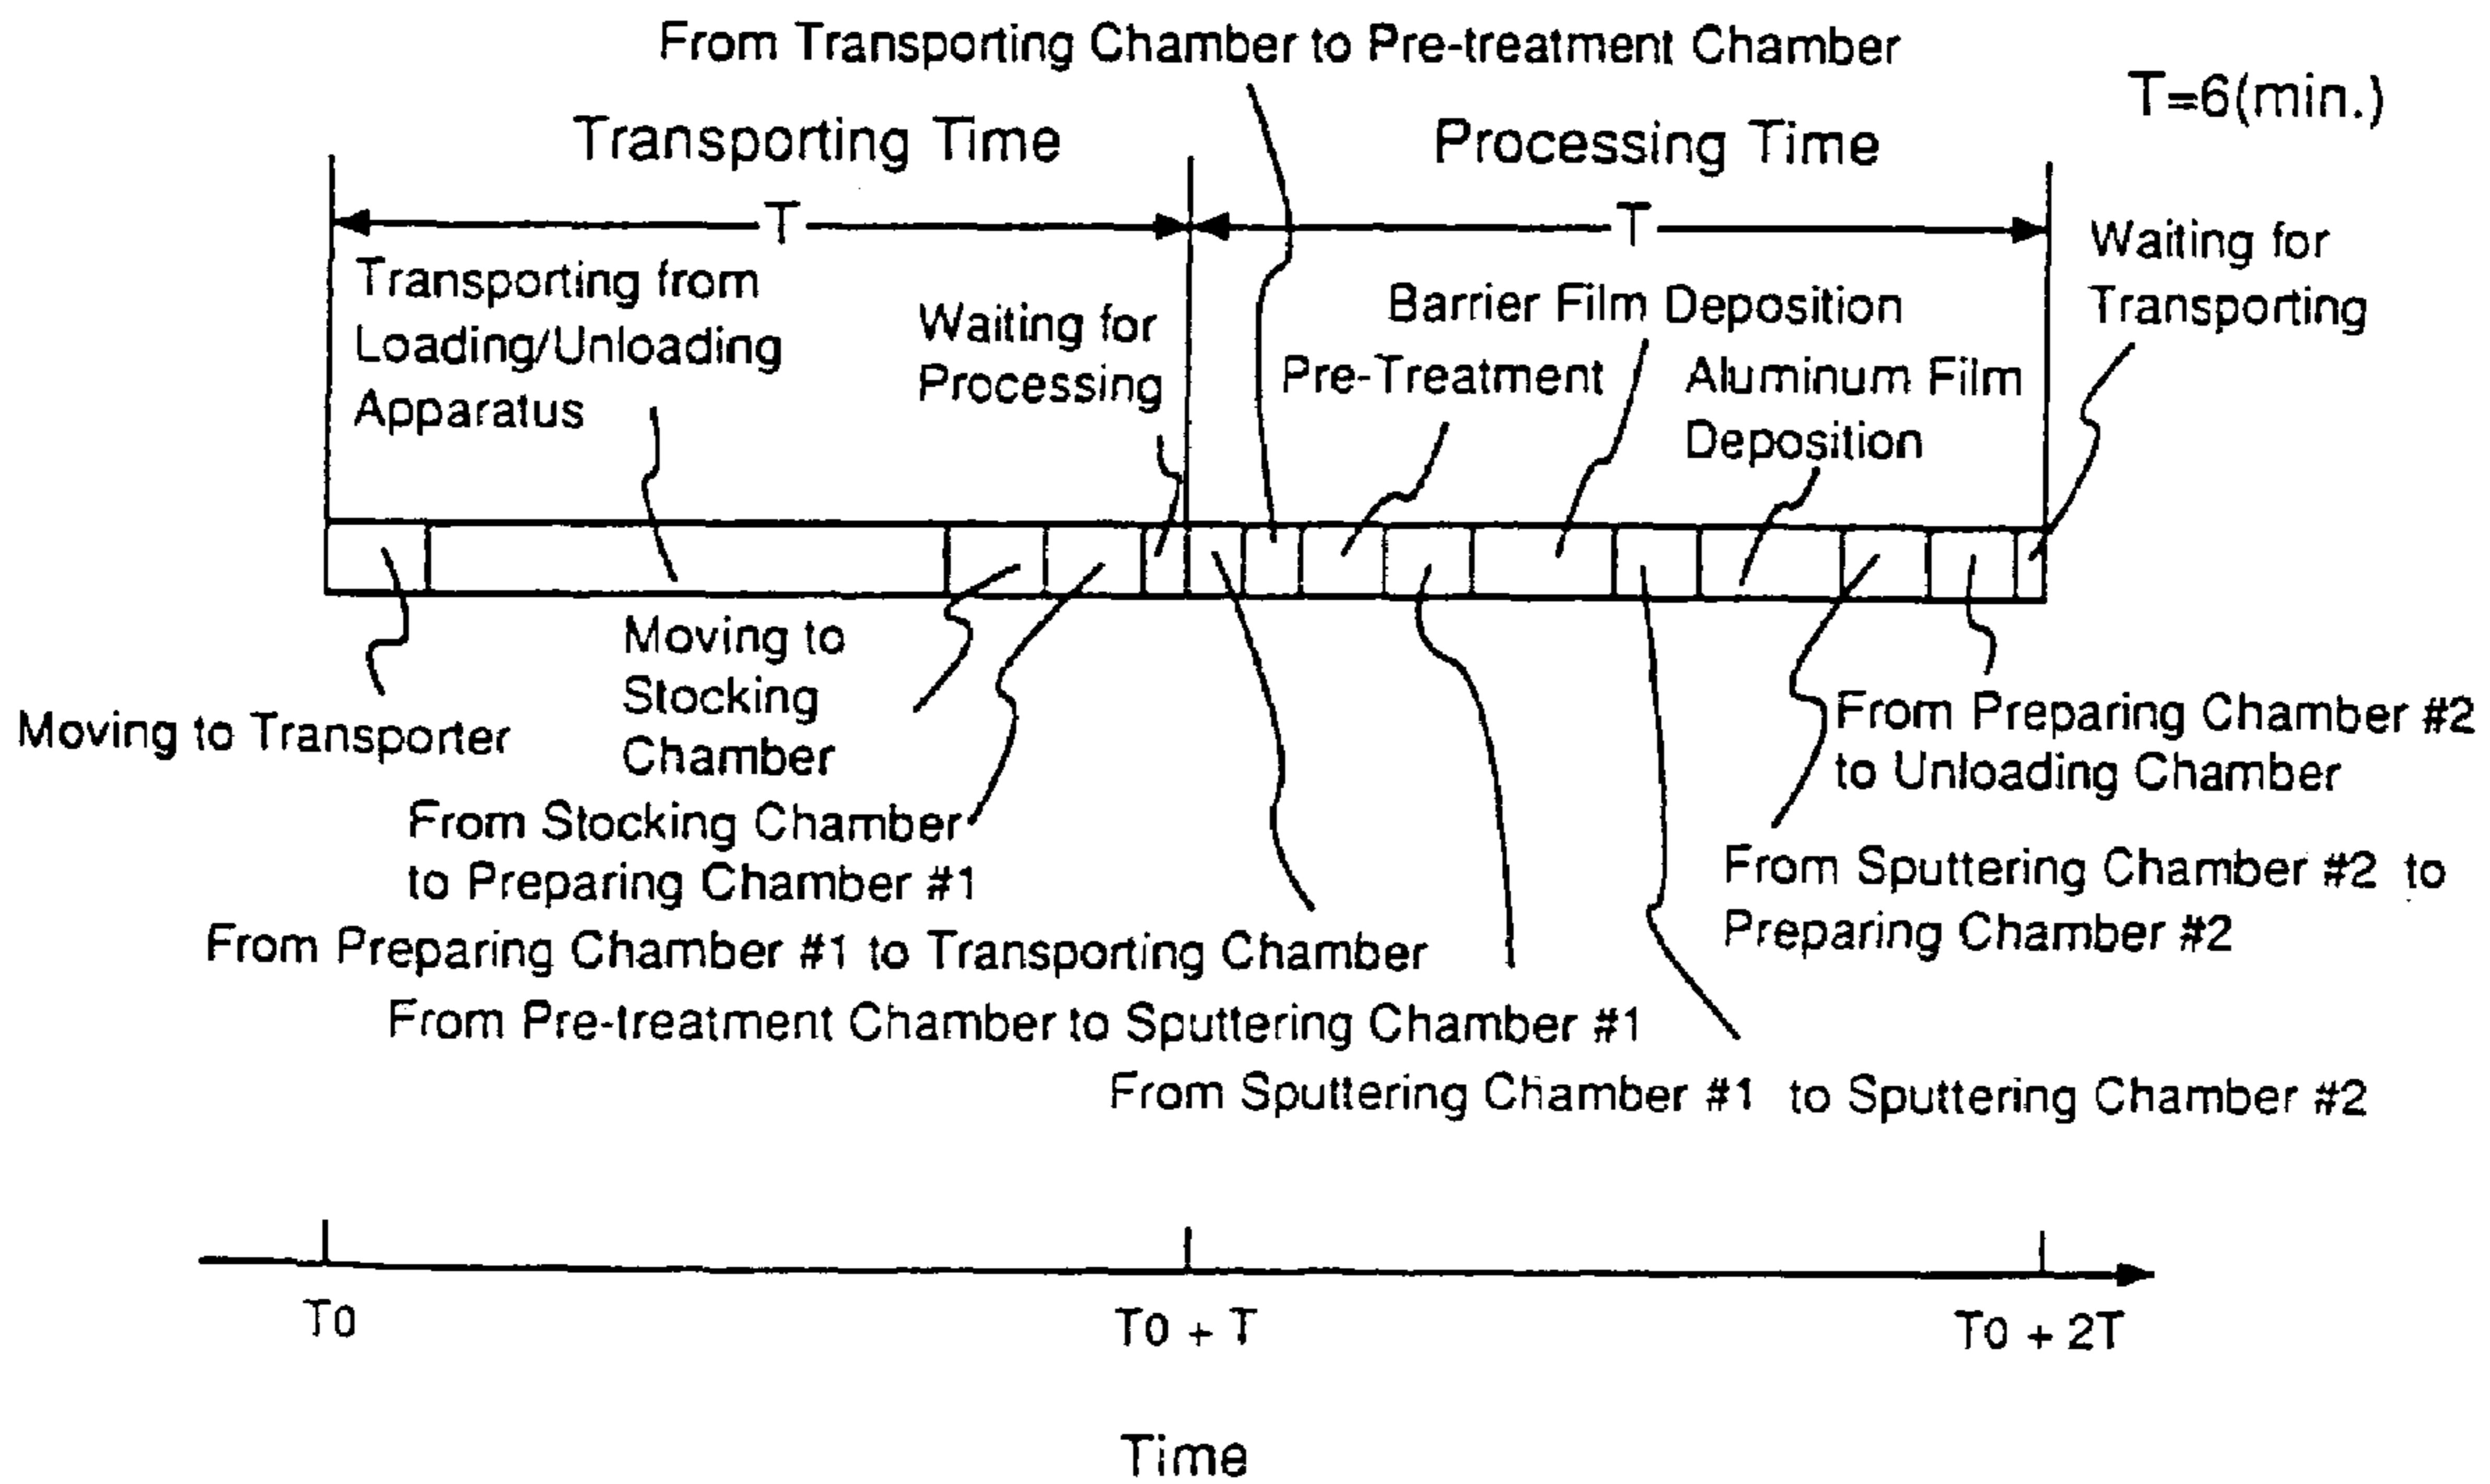 From Transporting Chamber to Pre-treatment Chamber
T=6(min.)
Transporting Time
Processing Time
T
T
Waiting for
Transporting
Transporting from
Loading/Unloading
Apparatus
Waiting for
Processing
Barrier Film Deposition
Pre-Treatment
Aluminum Film
Deposition
Moving to Transporter
Moving to
Stocking
Chamber
From Preparing Chamber #2
to Unloading Chamber
From Stocking Chamber
to Preparing Chamber #1
From Sputtering Chamber #2 to
Preparing Chamber #2
From Preparing Chamber #1 to Transporting Chamber
From Pre-treatment Chamber to Sputtering Chamber #1
From Sputtering Chamber #1 to Sputtering Chamber #2
To
To + T
To + 2T
Time